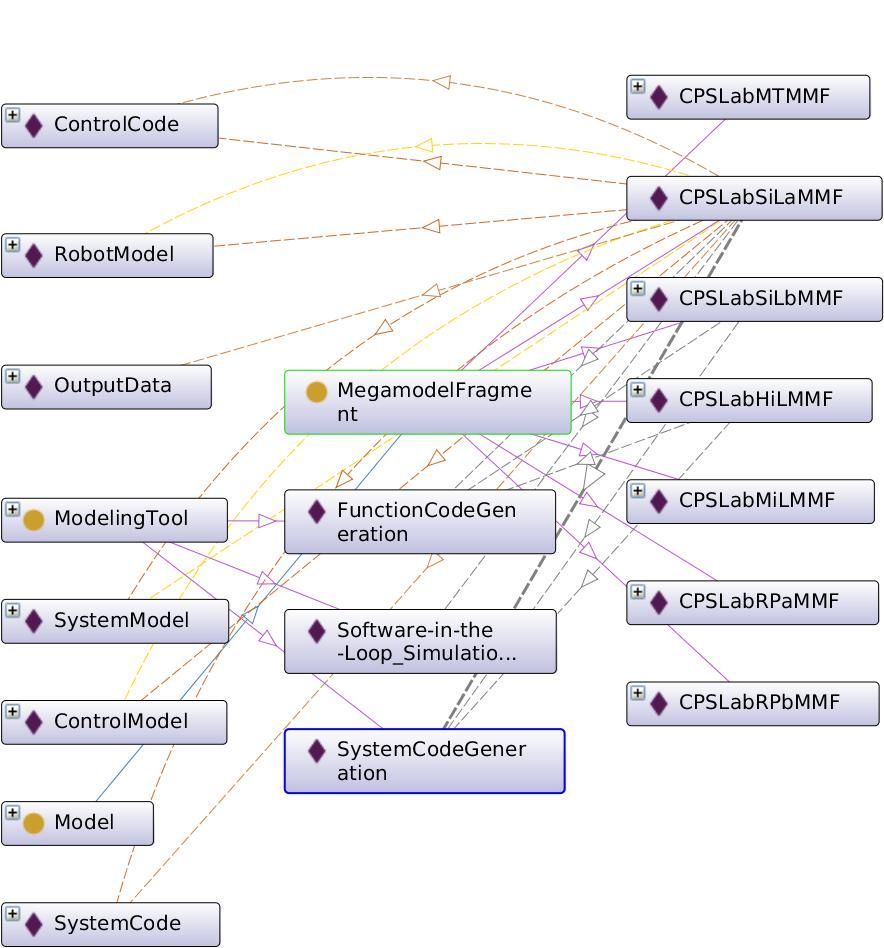 ControlCode
RobotModel
OutputData
ModelingTool
SystemModel
ControlModel
Model
SystemCode
MegamodelFragme
nt
FunctionCodeGen
eration
Software-in-the
-Loop_Simulatio...
SystemCodeGener
ation
CPSLabMTMMF
CPSLabSiLaMMF
CPSLabSiLbMMF
CPSLabHiLMMF
CPSLabMiLMMF
CPSLabRPaMMF
CPSLabRPbMMF